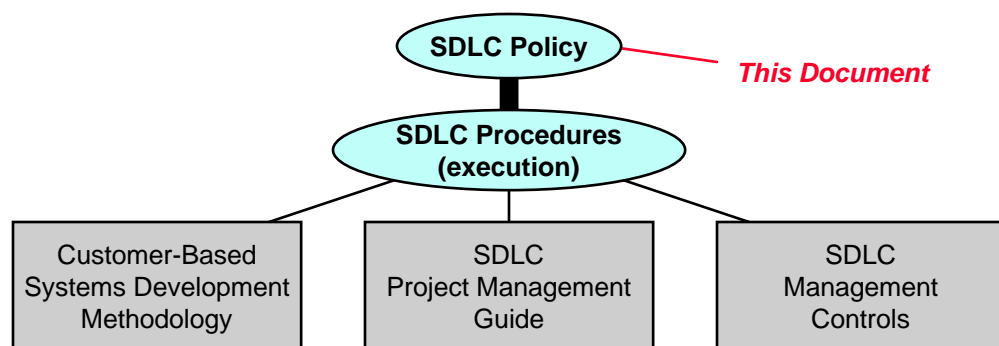 SDLC Policy
This Document
SDLC Procedures
(execution)
Customer-Based
Systems Development
Methodology
SDLC
Project Management
Guide
SDLC
Management
Controls